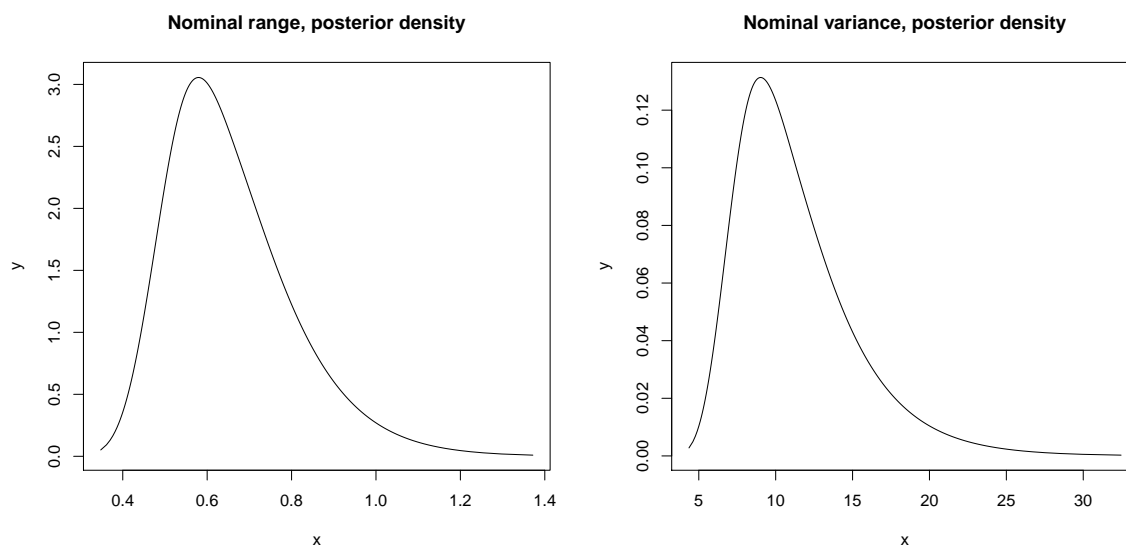 Nominal range, posterior density
3.0
2.5
2.0
1.5
1.0
0.5
0.0
y
0.4 0.6 0.8 1.0 1.2 1.4
x
Nominal variance, posterior density
0.12
0.10
0.08
0.06
0.04
0.02
0.00
y
5 10 15 20 25 30
x